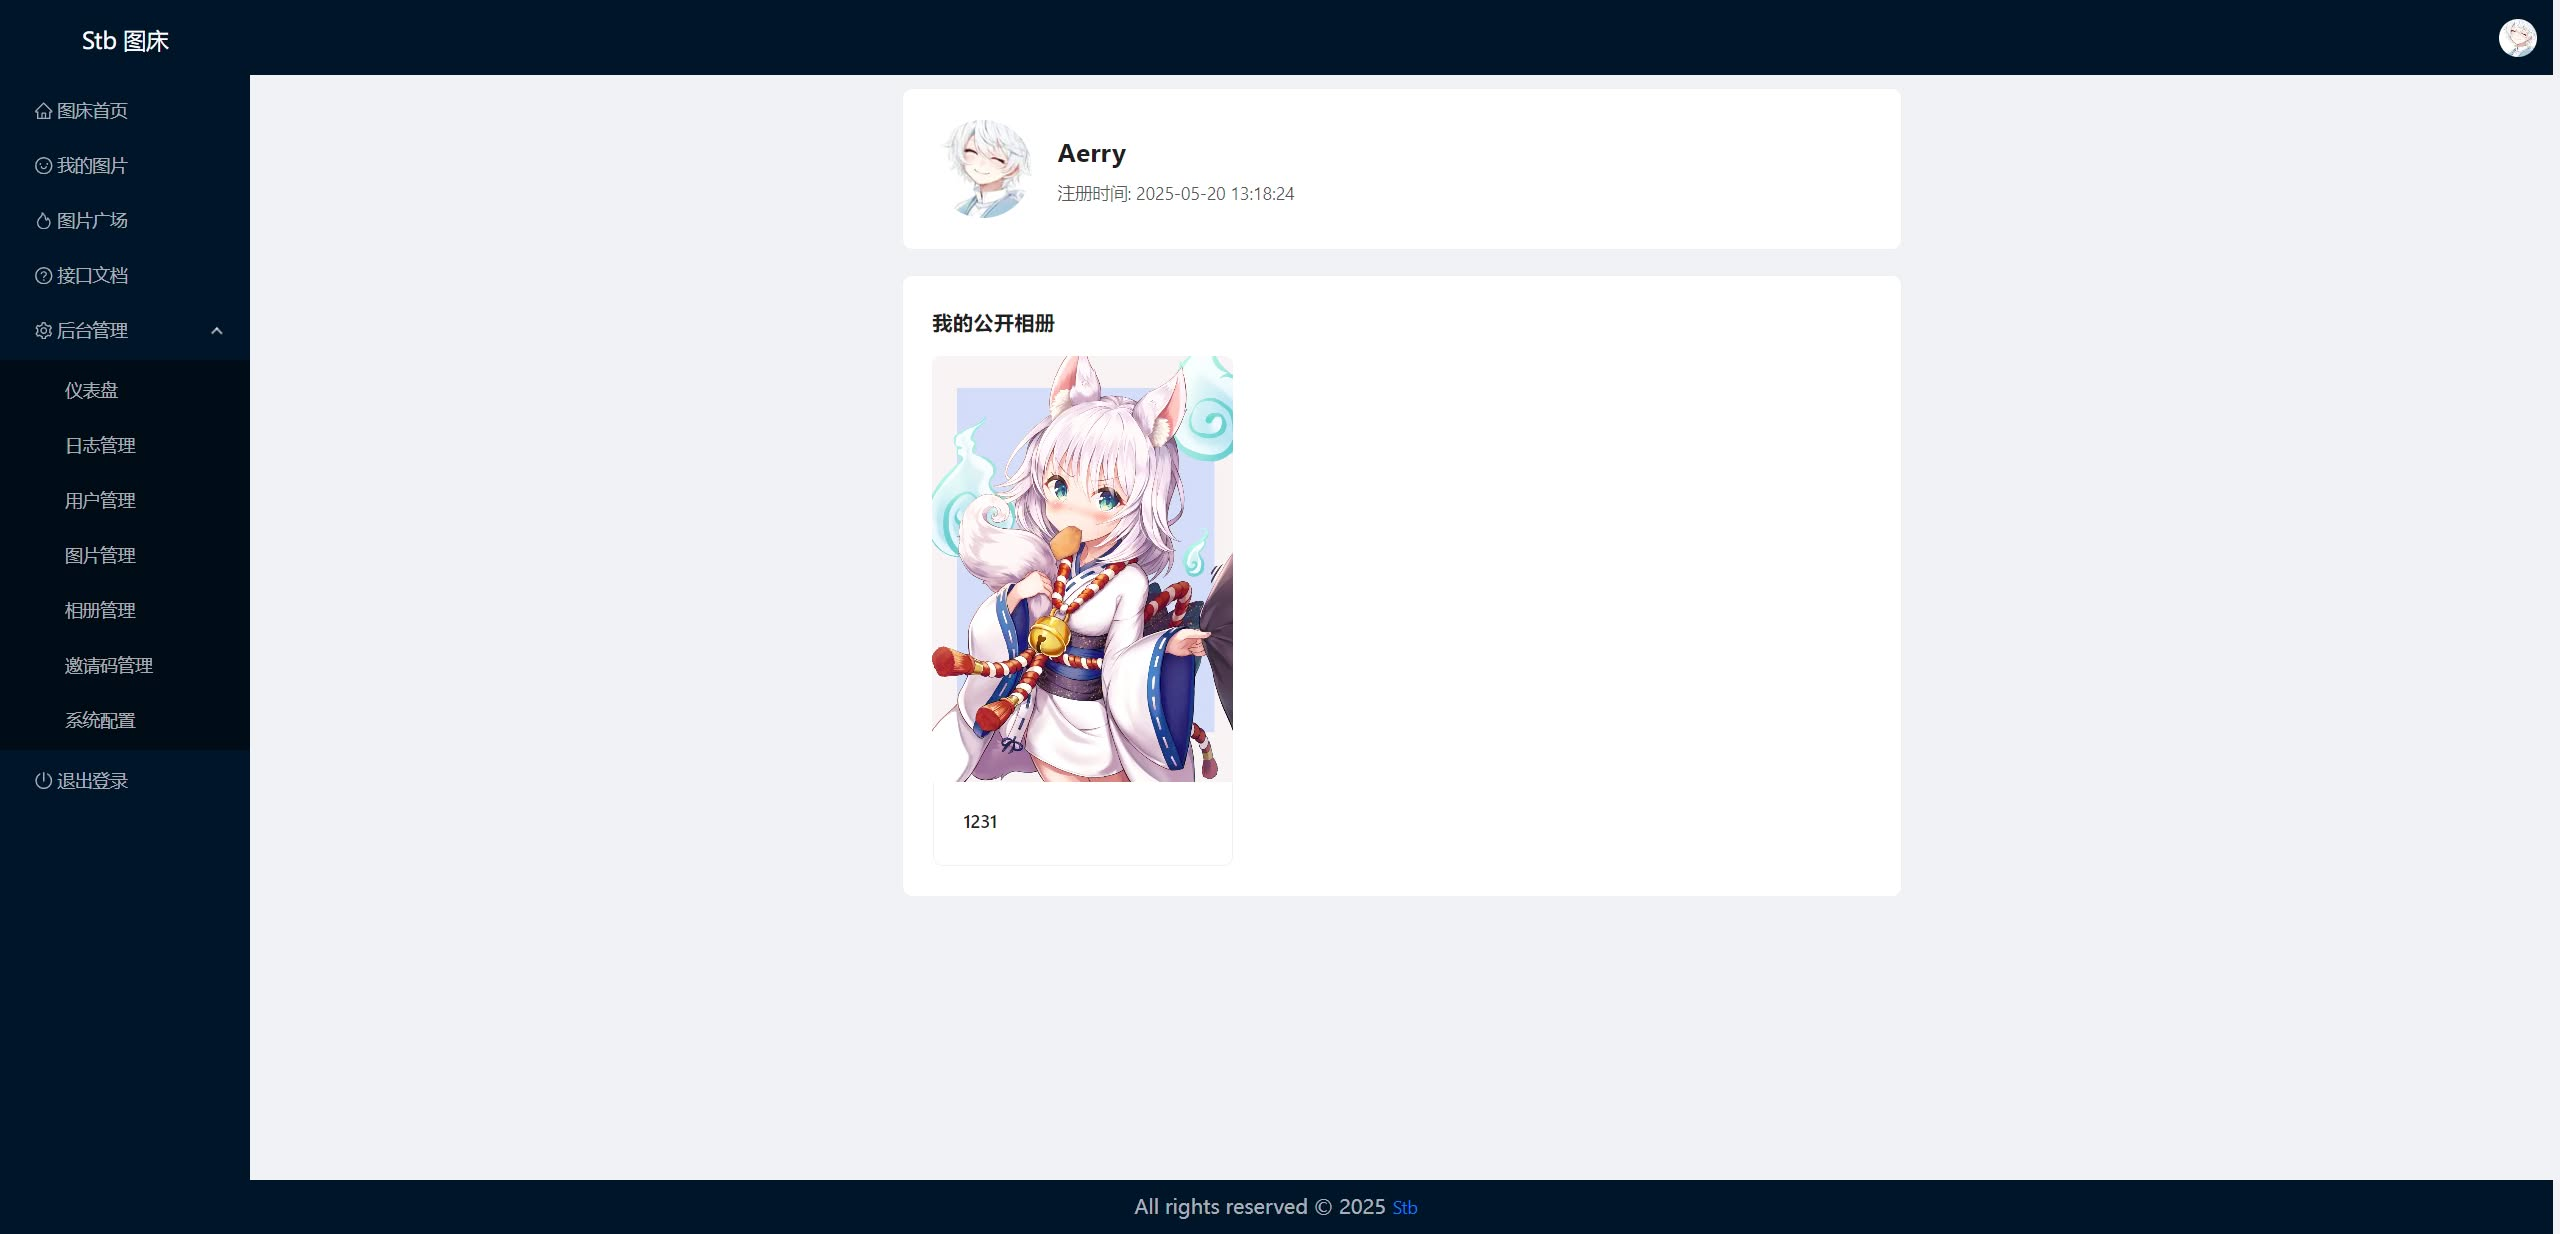 Stb 图床
图床首页
我的图片
图片广场
接口文档
后台管理
仪表盘
日志管理
用户管理
图片管理
相册管理
邀请码管理
系统配置
退出登录
Aerry
注册时间: 2025-05-20 13:18:24
我的公开相册
1231
All rights reserved © 2025 Stb